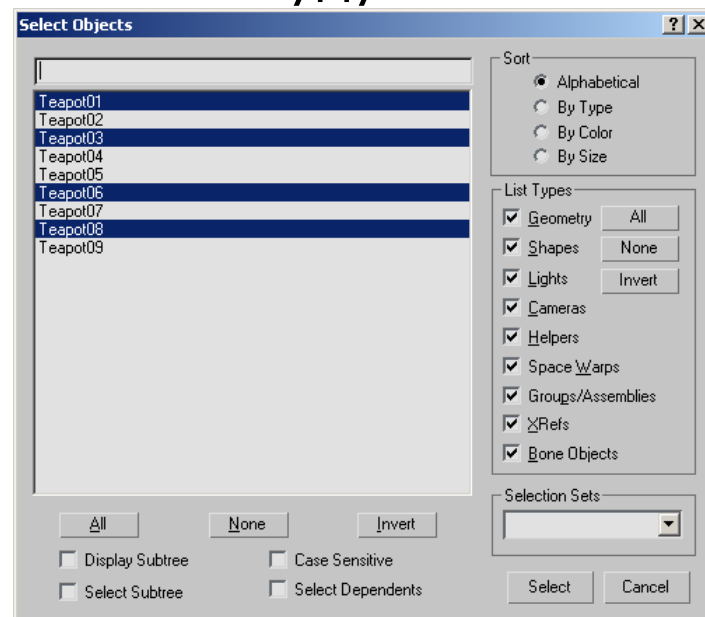 Select Objects
Teapot01
Teapot02
Teapot03
Teapot04
Teapot05
Teapot06
Teapot07
Teapot08
Teapot09
All None Invert
Display Subtree Case Sensitive
Select Subtree Select Dependents
Sort
Alphabetical
By Type
By Color
By Size
List Types
Geometry All
Shapes None
Lights Invert
Cameras
Helpers
Space Warps
Groups/Assemblies
XRefs
Bone Objects
Selection Sets
Select Cancel